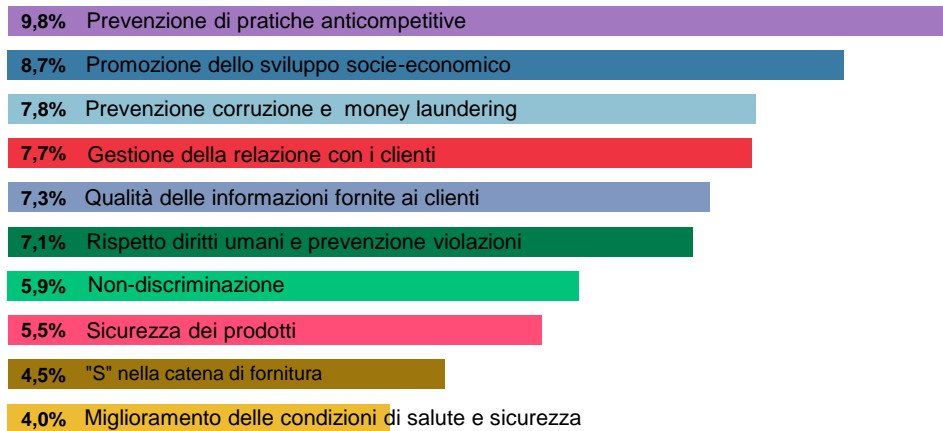 9,8% Prevenzione di pratiche anticompetitive
8,7% Promozione dello sviluppo socie-economico
7,8% Prevenzione corruzione e money laundering
7,7% Gestione della relazione con i clienti
7,3% Qualità delle informazioni fornite ai clienti
7,1% Rispetto diritti umani e prevenzione violazioni
5,9% Non-discriminazione
5,5% Sicurezza dei prodotti
4,5% "S" nella catena di fornitura
4,0% Miglioramento delle condizioni di salute e sicurezza